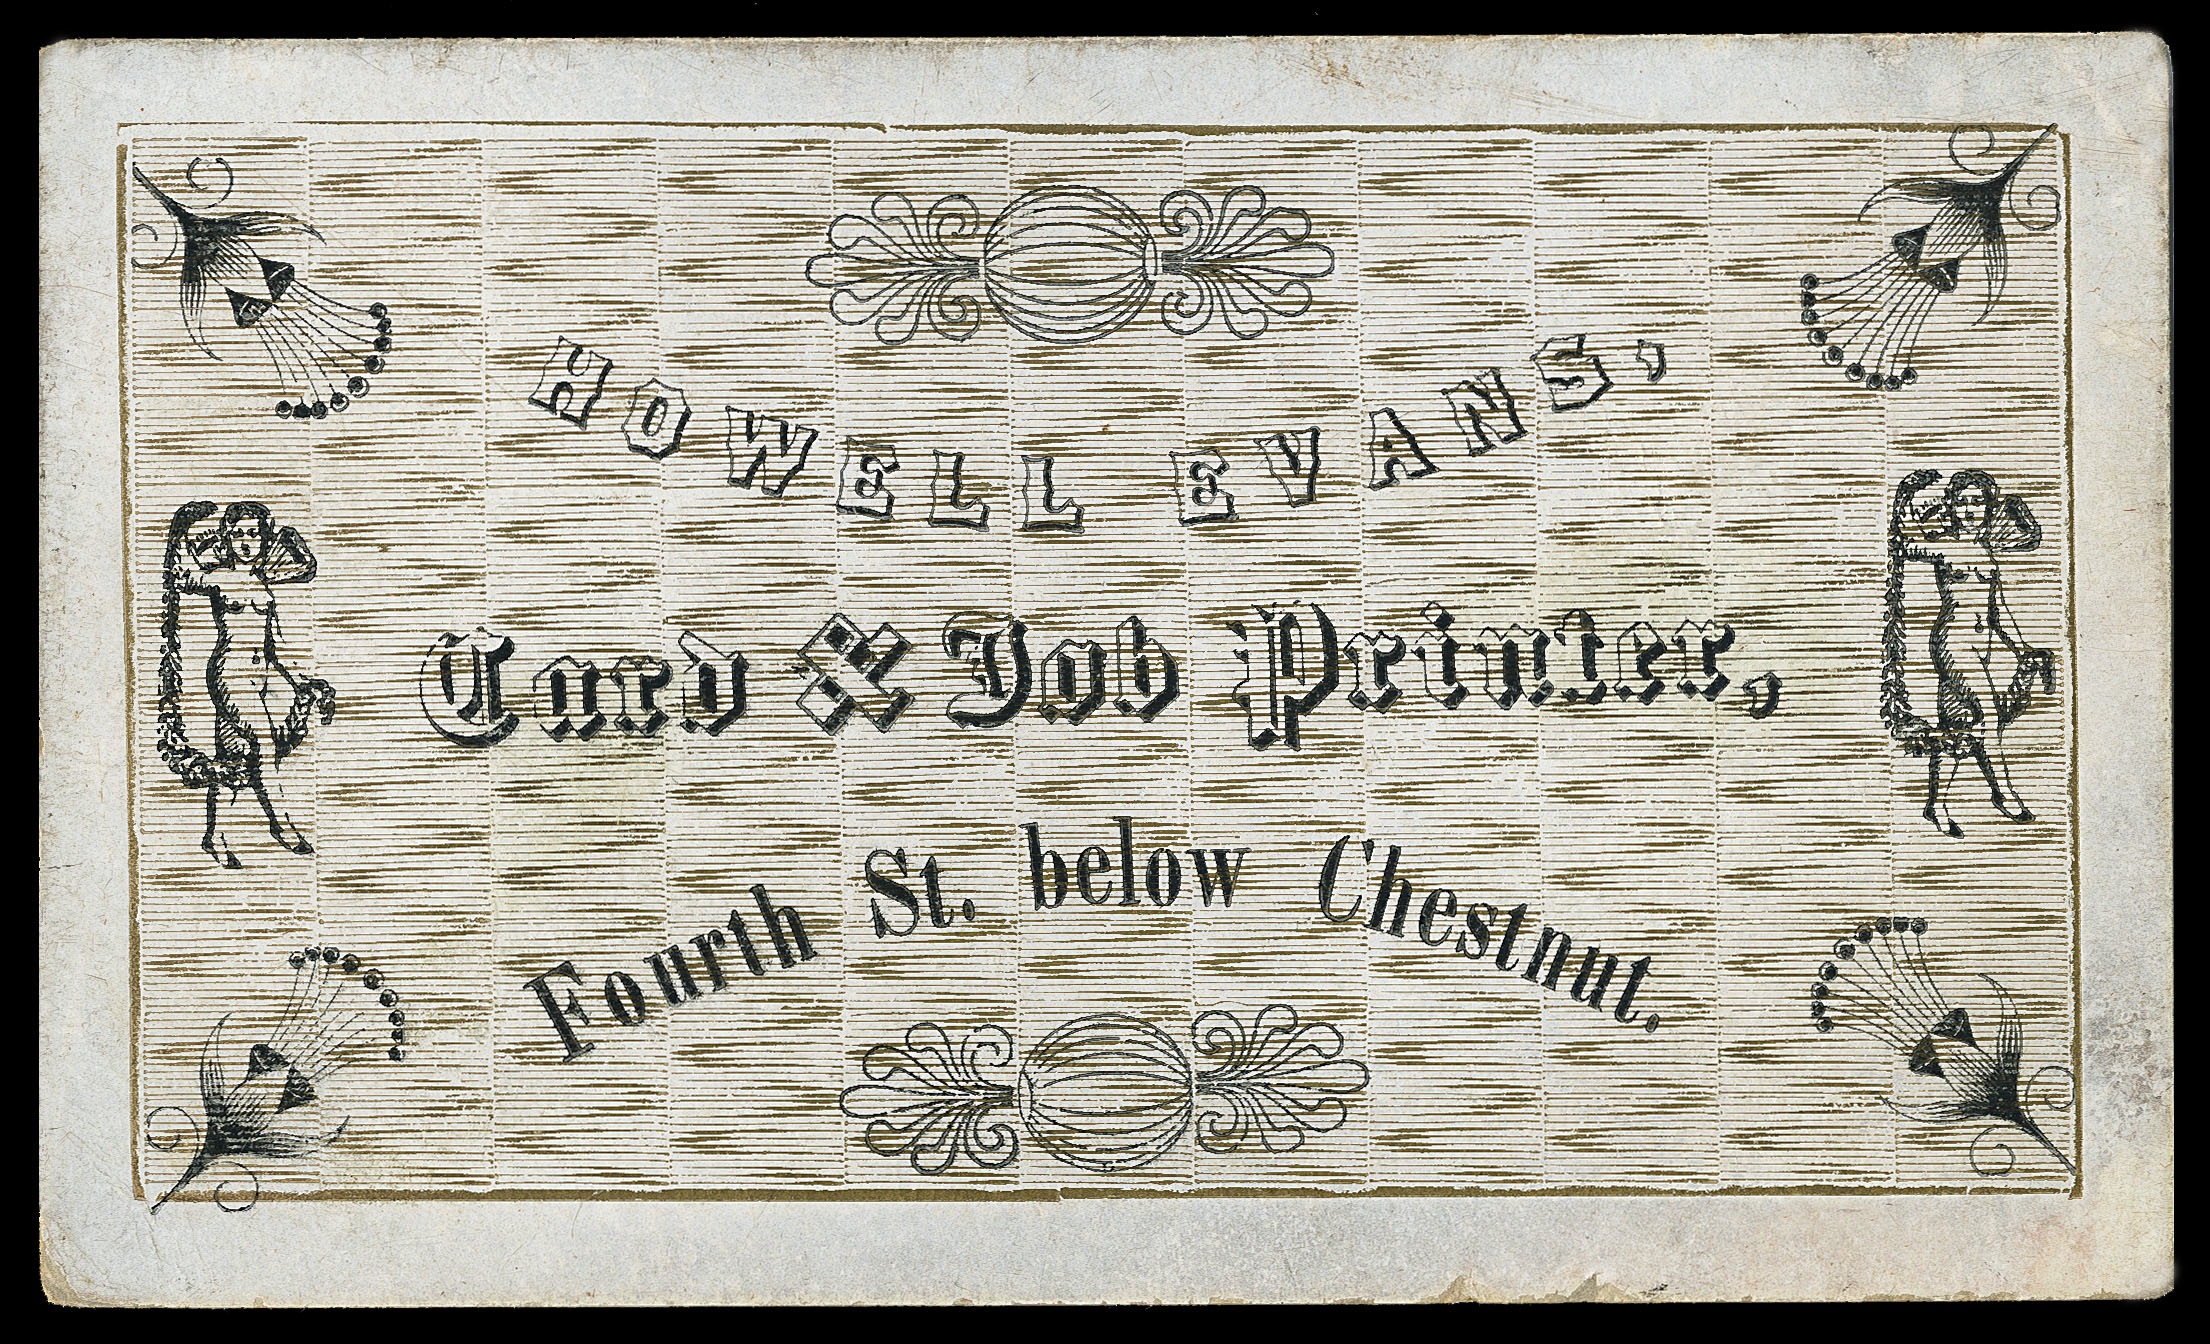 HOWELL EVANS,
Card & Job Printer,
Fourth St. below Chestnut.